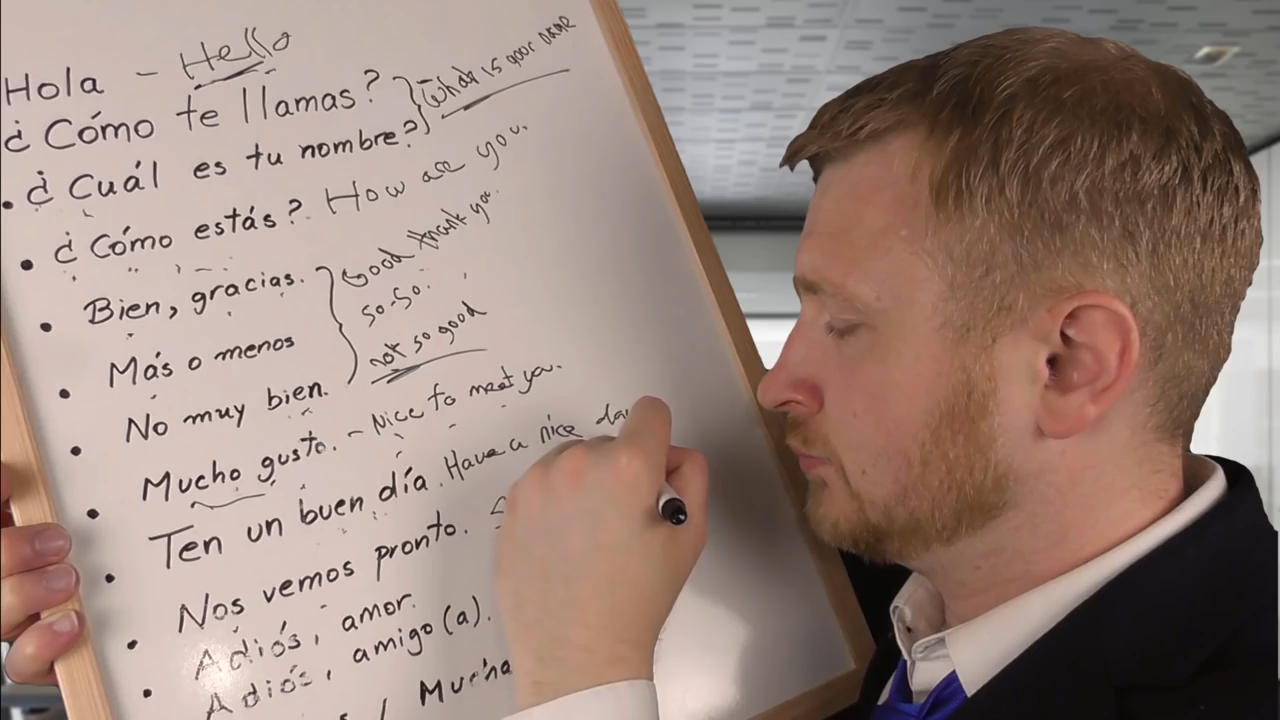 Hola - Hello
¿Cómo te llamas? } What is your name
• ¿Cuál es tu nombre?
• ¿Cómo estás? How are you.
• Bien, gracias. } Good thank you.
• Más o menos so-so.
• No muy bien. not so good
• Mucho gusto. - Nice to meet you.
• Ten un buen día. Have a nice
• Nos vemos pronto.
• Adiós, amor.
Adiós, amigo(a).